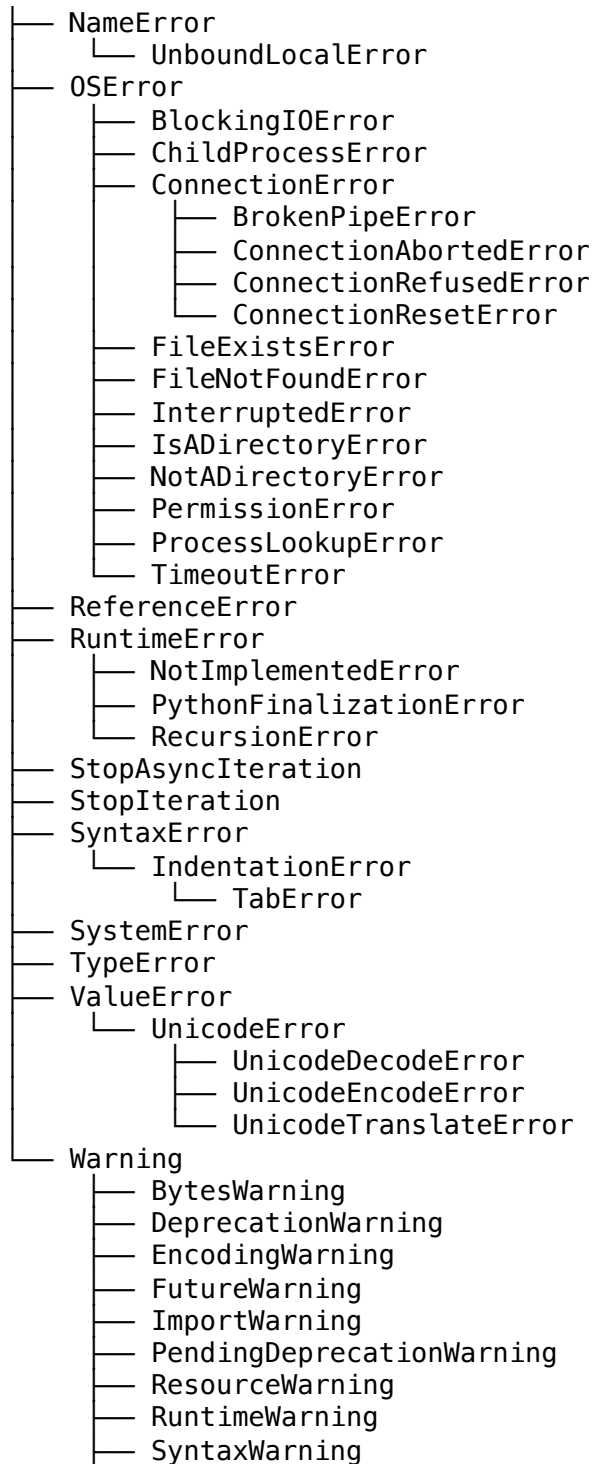 ├── NameError
│    └── UnboundLocalError
├── OSError
│    ├── BlockingIOError
│    ├── ChildProcessError
│    ├── ConnectionError
│    │    ├── BrokenPipeError
│    │    ├── ConnectionAbortedError
│    │    ├── ConnectionRefusedError
│    │    └── ConnectionResetError
│    ├── FileExistsError
│    ├── FileNotFoundError
│    ├── InterruptedError
│    ├── IsADirectoryError
│    ├── NotADirectoryError
│    ├── PermissionError
│    ├── ProcessLookupError
│    └── TimeoutError
├── ReferenceError
├── RuntimeError
│    ├── NotImplementedError
│    ├── PythonFinalizationError
│    └── RecursionError
├── StopAsyncIteration
├── StopIteration
├── SyntaxError
│    └── IndentationError
│         └── TabError
├── SystemError
├── TypeError
├── ValueError
│    └── UnicodeError
│         ├── UnicodeDecodeError
│         ├── UnicodeEncodeError
│         └── UnicodeTranslateError
└── Warning
     ├── BytesWarning
     ├── DeprecationWarning
     ├── EncodingWarning
     ├── FutureWarning
     ├── ImportWarning
     ├── PendingDeprecationWarning
     ├── ResourceWarning
     ├── RuntimeWarning
     ├── SyntaxWarning